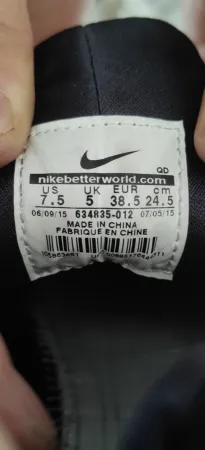 QD
nikebetterworld.com
US UK EUR cm
7.5 5 38.5 24.5
06/09/15 634835-012 07/05/15
MADE IN CHINA
FABRIQUE EN CHINE